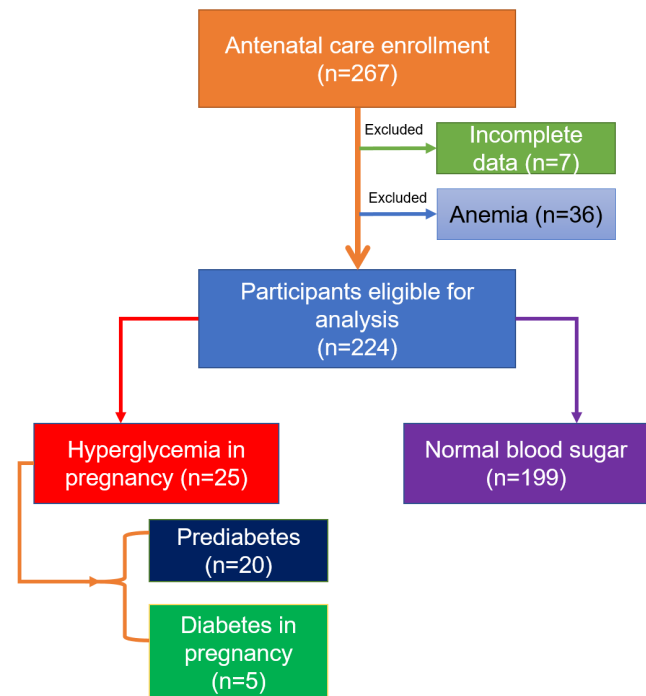 Antenatal care enrollment
(n=267)
Excluded
Incomplete
data (n=7)
Excluded
Anemia (n=36)
Participants eligible for
analysis
(n=224)
Hyperglycemia in
pregnancy (n=25)
Normal blood sugar
(n=199)
Prediabetes
(n=20)
Diabetes in
pregnancy
(n=5)